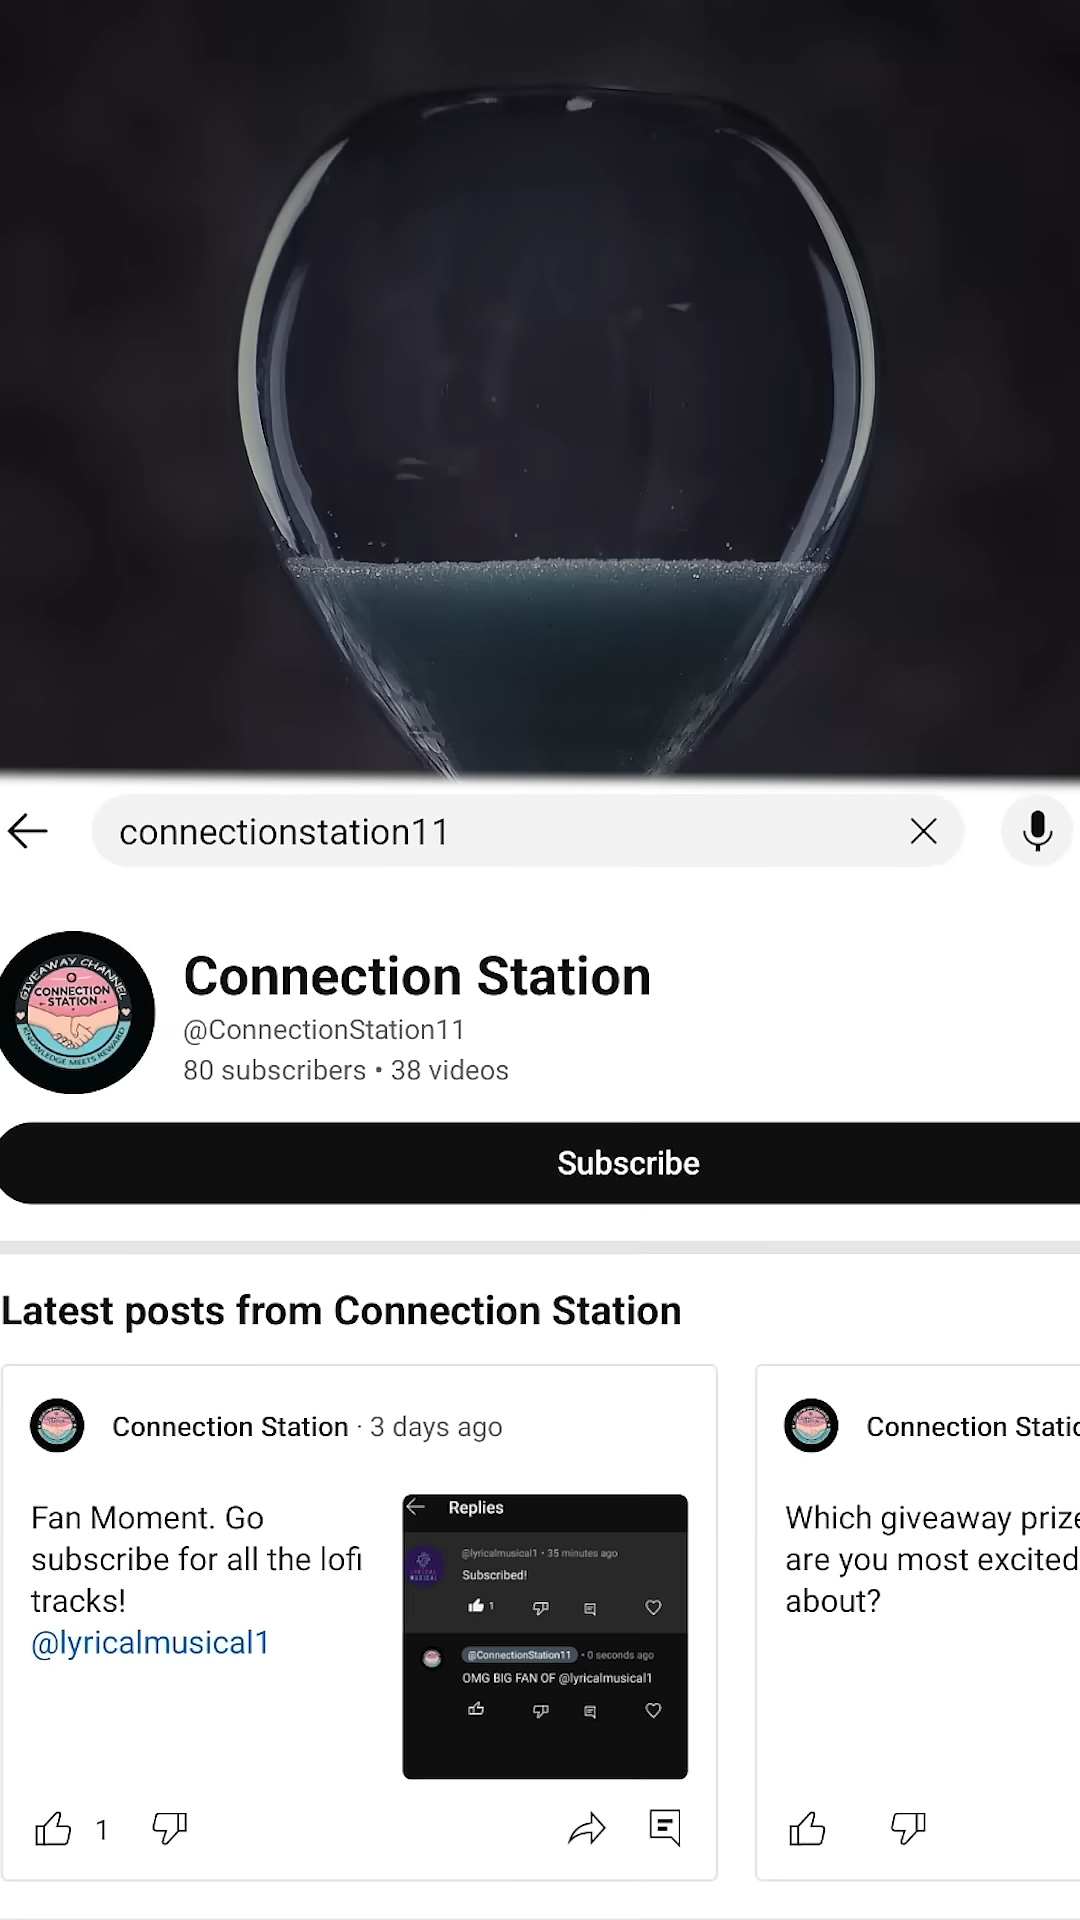 connectionstation11
GIVEAWAY CHANNEL
CONNECTION
STATION
KNOWLEDGE MEETS REWARD
Connection Station
@ConnectionStation11
80 subscribers • 38 videos
Subscribe
Latest posts from Connection Station
Connection Station · 3 days ago
Fan Moment. Go
subscribe for all the lofi
tracks!
@lyricalmusical1
Replies
@lyricalmusical1 • 35 minutes ago
Subscribed!
1
@ConnectionStation11 • 0 seconds ago
OMG BIG FAN OF @lyricalmusical1
1
Connection Static
Which giveaway prize
are you most excited
about?